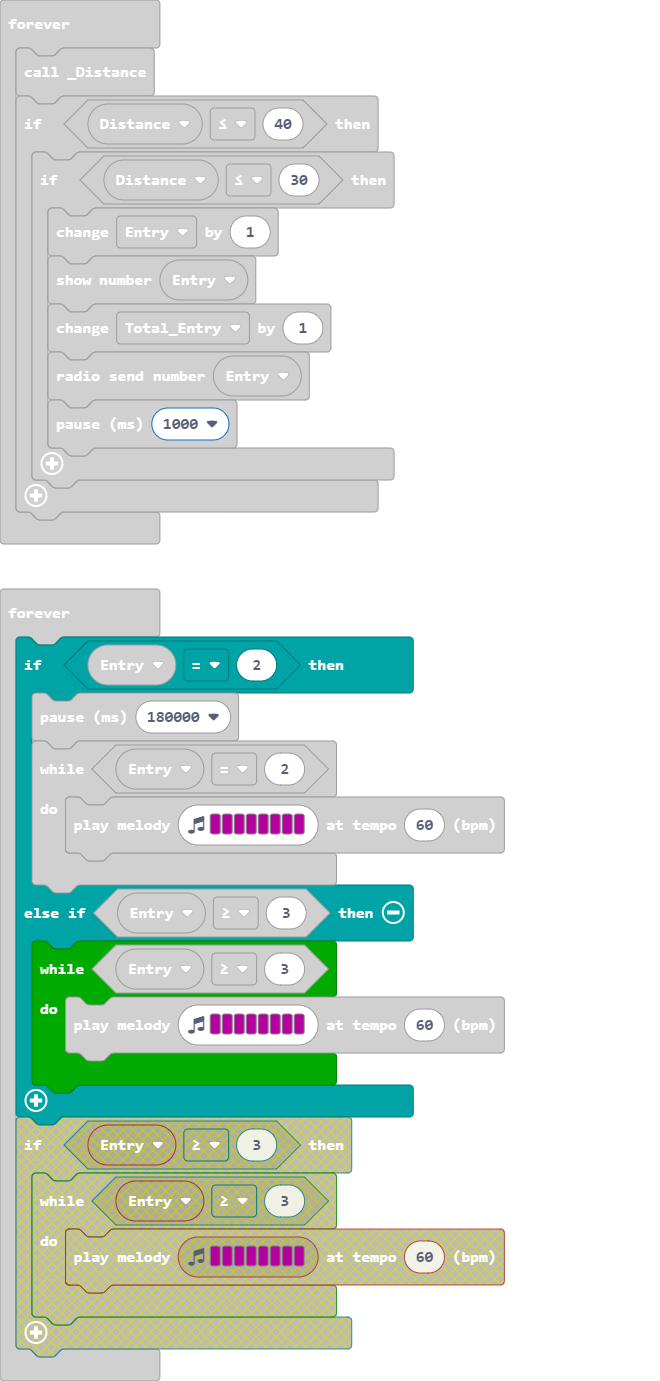 forever
call _Distance
if Distance ≤ 40 then
if Distance ≤ 30 then
change Entry by 1
show number Entry
change Total_Entry by 1
radio send number Entry
pause (ms) 1000
forever
if Entry = 2 then
pause (ms) 180000
while Entry = 2
do play melody at tempo 60 (bpm)
else if Entry ≥ 3 then
while Entry ≥ 3
do play melody at tempo 60 (bpm)
if Entry ≥ 3 then
while Entry ≥ 3
do play melody at tempo 60 (bpm)